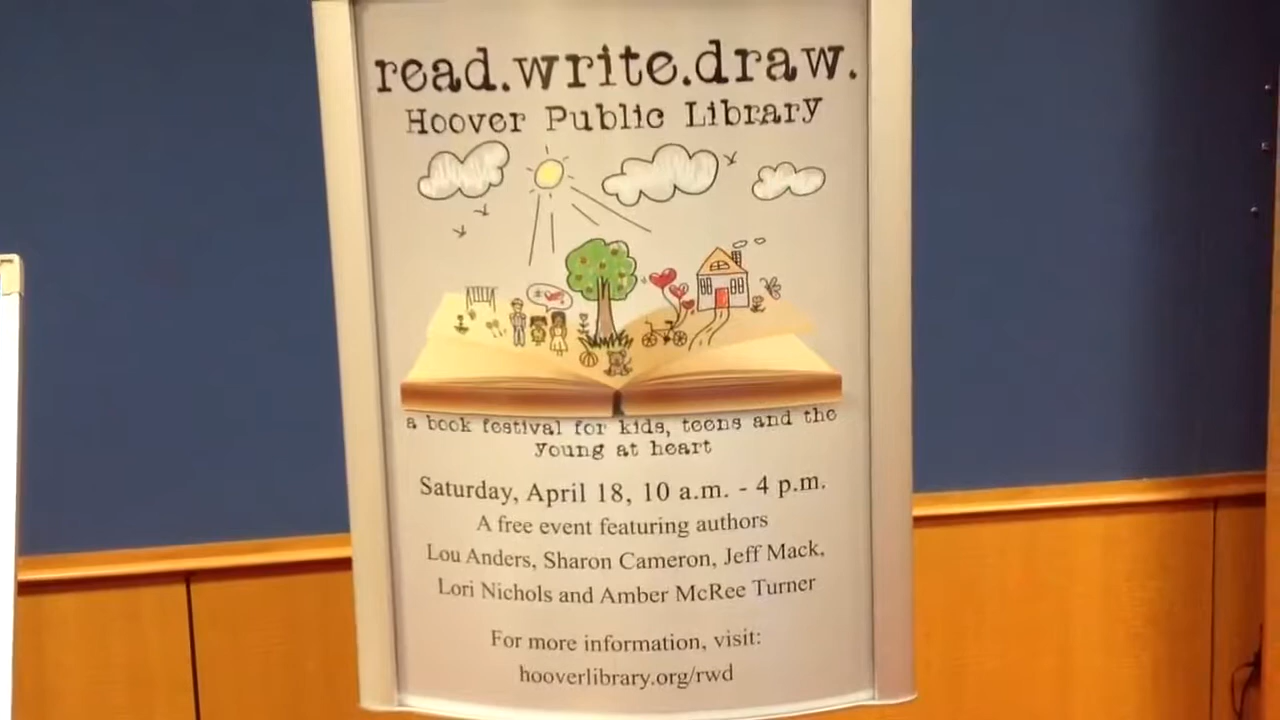 read.write.draw.
Hoover Public Library
a book festival for kids, teens and the
young at heart
Saturday, April 18, 10 a.m. - 4 p.m.
A free event featuring authors
Lou Anders, Sharon Cameron, Jeff Mack,
Lori Nichols and Amber McRee Turner
For more information, visit:
hooverlibrary.org/rwd